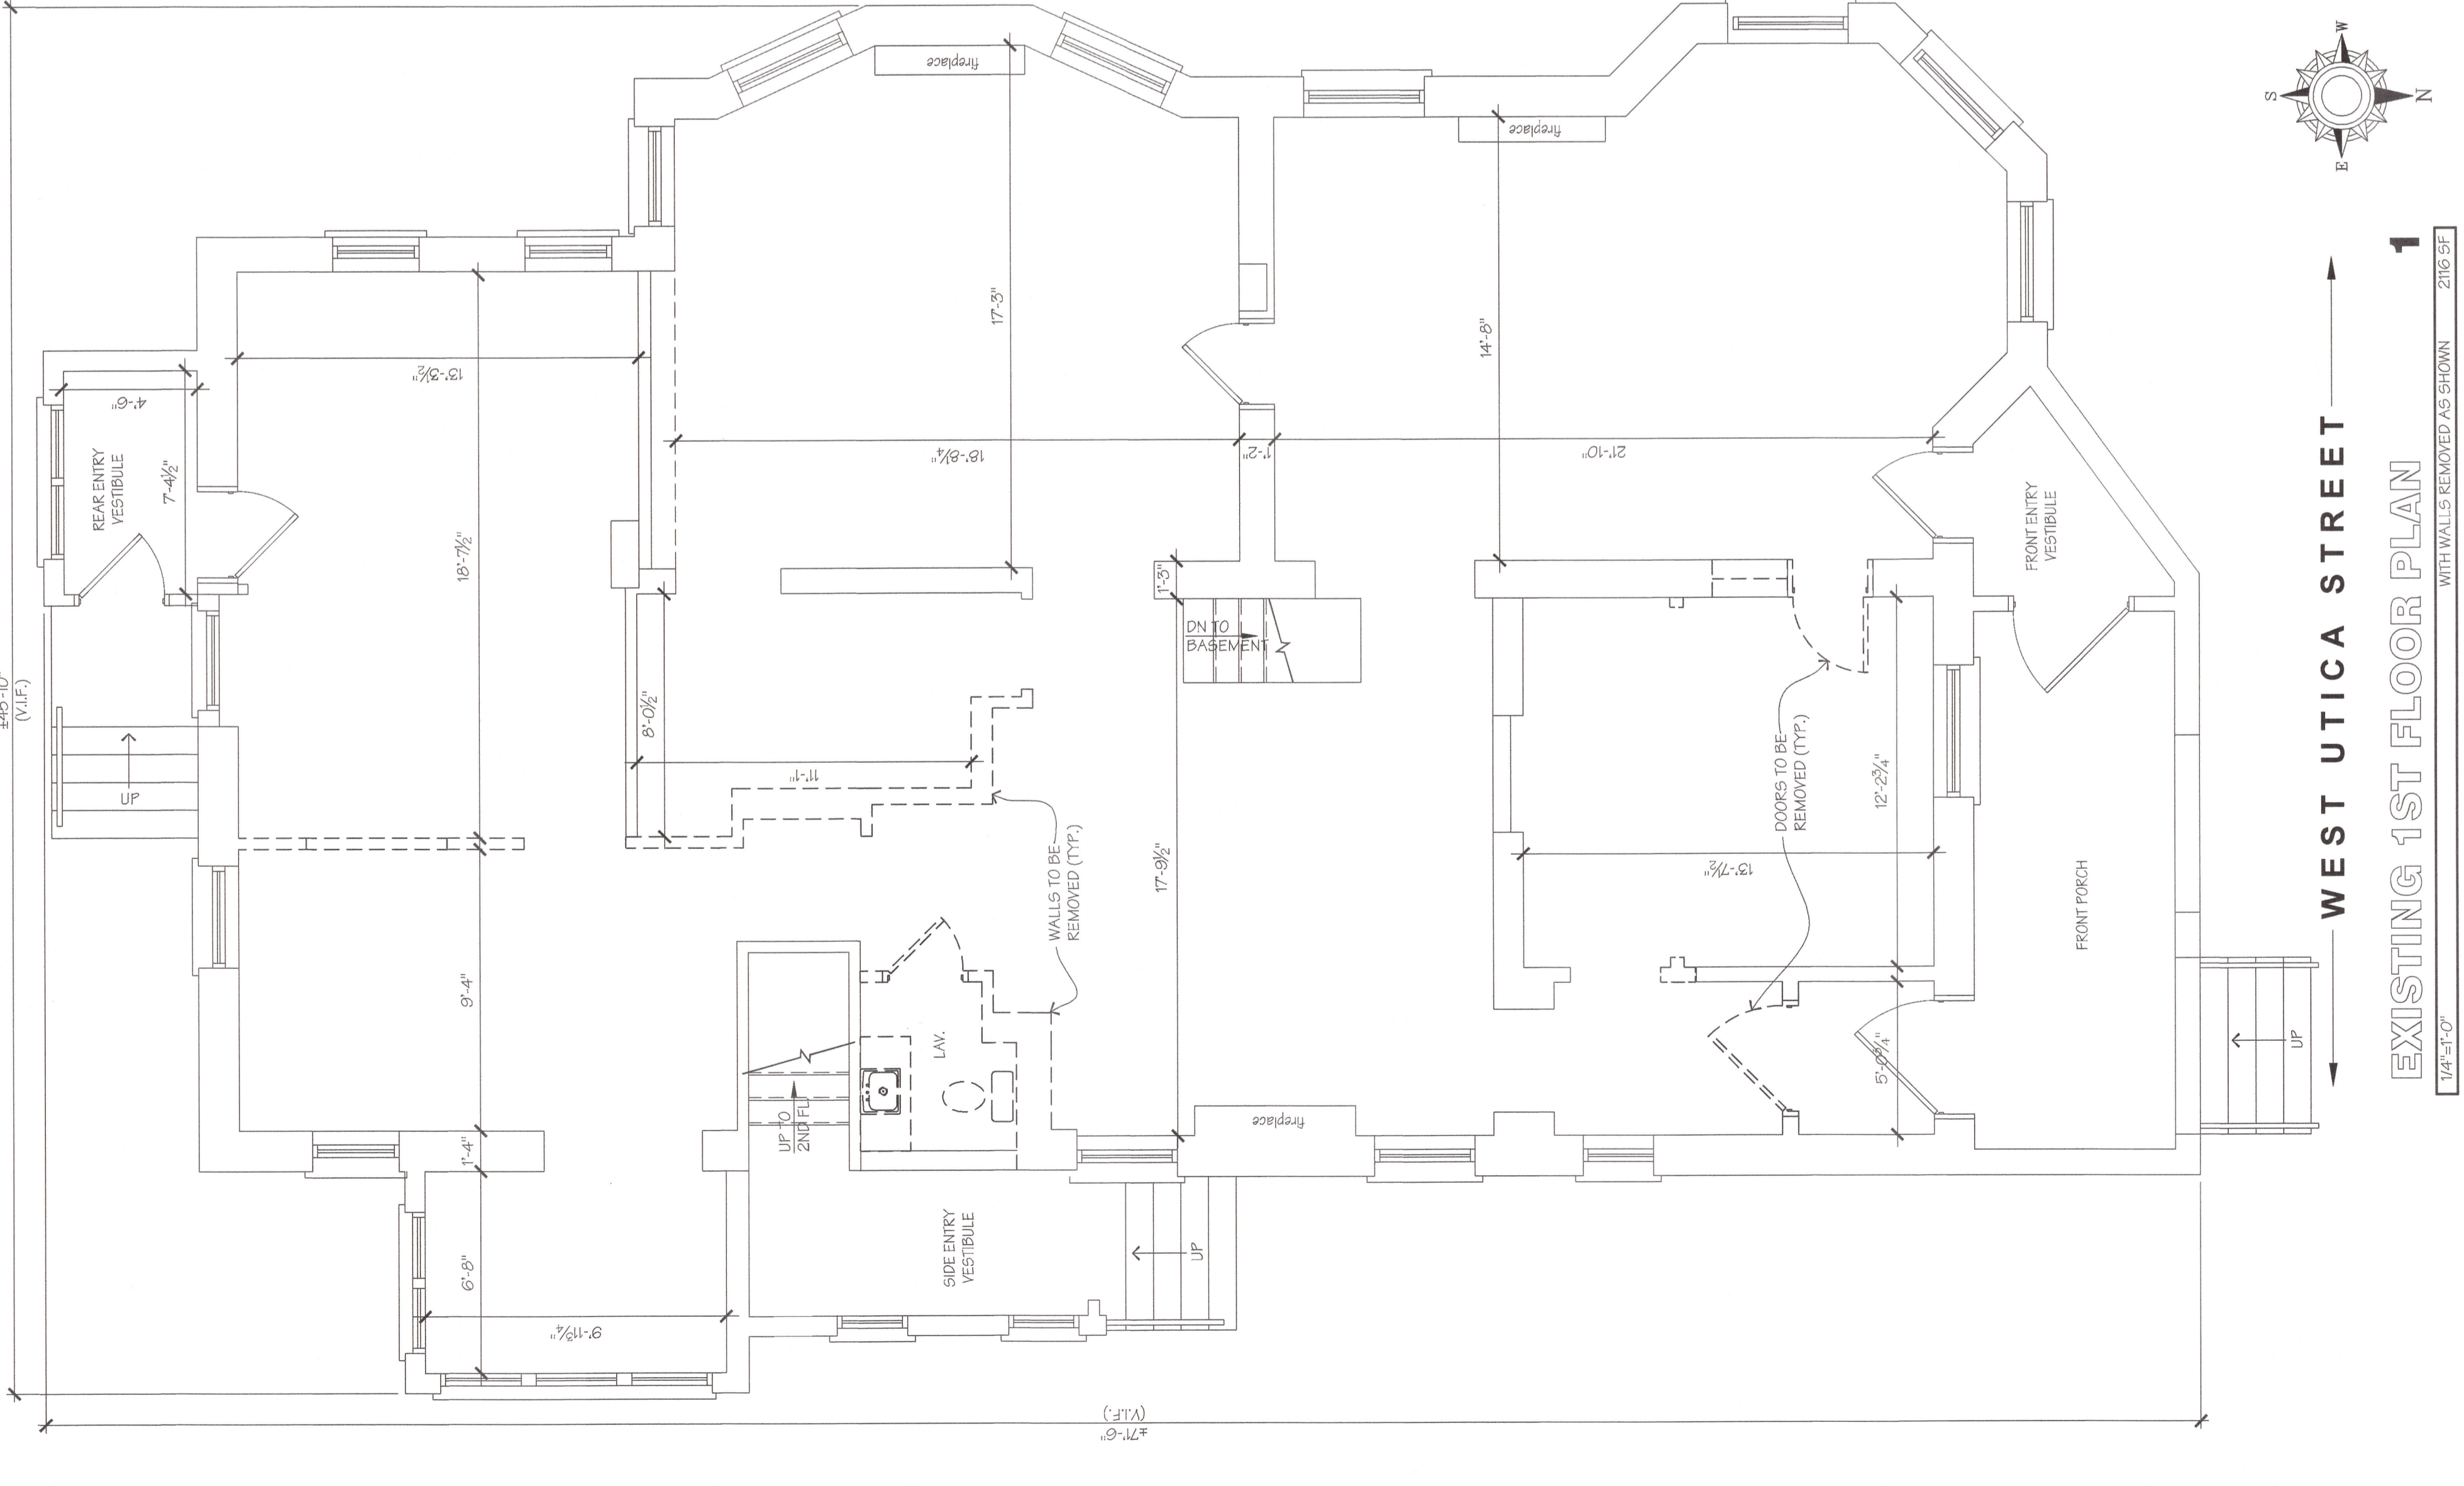 ±71'-6"
(V.I.F.)
(V.I.F.)
REAR ENTRY
VESTIBULE
4'-6"
7'-4½"
UP
13'-3½"
18'-7½"
9'-4"
1'-4"
6'-8"
9'-11¾"
8'-0½"
11'-1"
fireplace
17'-3"
18'-8¼"
1'-2"
21'-10"
fireplace
14'-8"
1'-3"
DN TO
BASEMENT
17'-9½"
WALLS TO BE
REMOVED (TYP.)
LAV.
UP TO
2ND FL.
SIDE ENTRY
VESTIBULE
UP
fireplace
DOORS TO BE
REMOVED (TYP.)
13'-7½"
12'-2¾"
5'-0¾"
FRONT ENTRY
VESTIBULE
FRONT PORCH
UP
S
W
N
E
WEST UTICA STREET
EXISTING 1ST FLOOR PLAN
1
1/4"=1'-0"
WITH WALLS REMOVED AS SHOWN
2116 SF